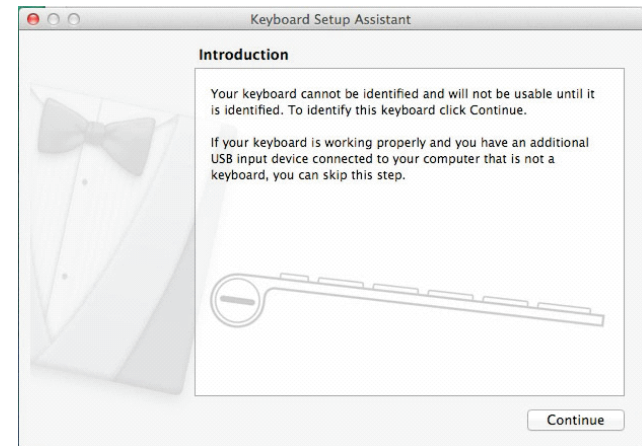 Keyboard Setup Assistant
Introduction
Your keyboard cannot be identified and will not be usable until it
is identified. To identify this keyboard click Continue.
If your keyboard is working properly and you have an additional
USB input device connected to your computer that is not a
keyboard, you can skip this step.
Continue